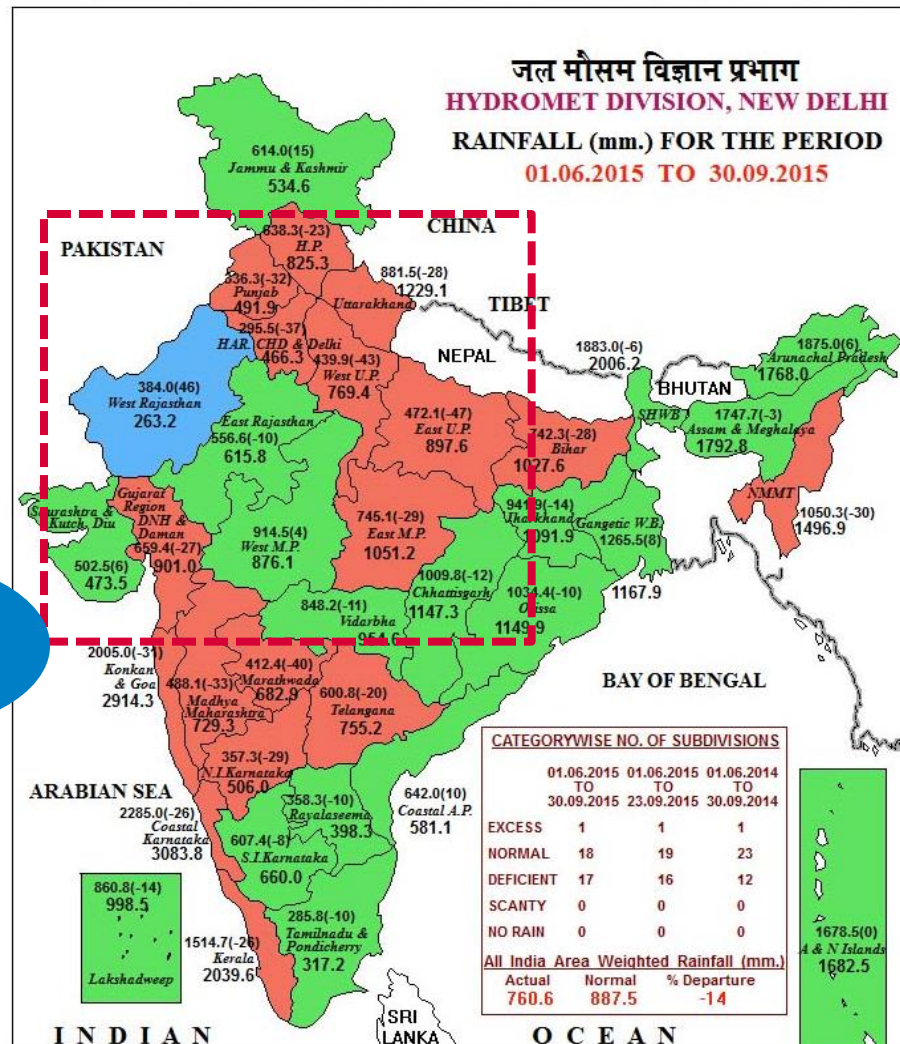 जल मौसम विज्ञान प्रभाग
HYDROMET DIVISION, NEW DELHI
RAINFALL (mm.) FOR THE PERIOD
01.06.2015 TO 30.09.2015
614.0(15)
Jammu & Kashmir
534.6
PAKISTAN
CHINA
638.3(-23)
H.P.
825.3
336.3(-32)
Punjab
491.9
881.5(-28)
1229.1
Uttarakhand
TIBET
295.5(-37)
HAR. CHD & Delhi
466.3
439.9(-43)
West U.P.
769.4
NEPAL
1883.0(-6)
2006.2
BHUTAN
1875.0(6)
Arunachal Pradesh
1768.0
384.0(46)
West Rajasthan
263.2
East Rajasthan
556.6(-10)
615.8
472.1(-47)
East U.P.
897.6
742.3(-28)
Bihar
1027.6
SHWB
1747.7(-3)
Assam & Meghalaya
1792.8
NMMT
1050.3(-30)
1496.9
Saurashtra &
Kutch, Diu
502.5(6)
473.5
Gujarat
Region
DNH &
Daman
659.4(-27)
901.0
914.5(4)
West M.P.
876.1
745.1(-29)
East M.P.
1051.2
941.9(-14)
Jharkhand
1091.9
Gangetic W.B.
1265.5(8)
1167.9
1009.8(-12)
Chhattisgarh
1147.3
1034.4(-10)
Orissa
1149.9
848.2(-11)
Vidarbha
954.6
2005.0(-31)
Konkan
& Goa
2914.3
488.1(-33)
Madhya
Maharashtra
729.3
412.4(-40)
Marathwada
682.9
600.8(-20)
Telangana
755.2
BAY OF BENGAL
357.3(-29)
N.I.Karnataka
506.0
ARABIAN SEA
2285.0(-26)
Coastal
Karnataka
3083.8
358.3(-10)
Rayalaseema
398.3
642.0(10)
Coastal A.P.
581.1
607.4(-8)
S.I.Karnataka
660.0
860.8(-14)
998.5
Lakshadweep
1514.7(-26)
Kerala
2039.6
285.8(-10)
Tamilnadu &
Pondicherry
317.2
CATEGORYWISE NO. OF SUBDIVISIONS
01.06.2015 01.06.2015 01.06.2014
TO TO TO
30.09.2015 23.09.2015 30.09.2014
EXCESS 1 1 1
NORMAL 18 19 23
DEFICIENT 17 16 12
SCANTY 0 0 0
NO RAIN 0 0 0
All India Area Weighted Rainfall (mm.)
Actual Normal % Departure
760.6 887.5 -14
1678.5(0)
A & N Islands
1682.5
SRI
LANKA
INDIAN OCEAN